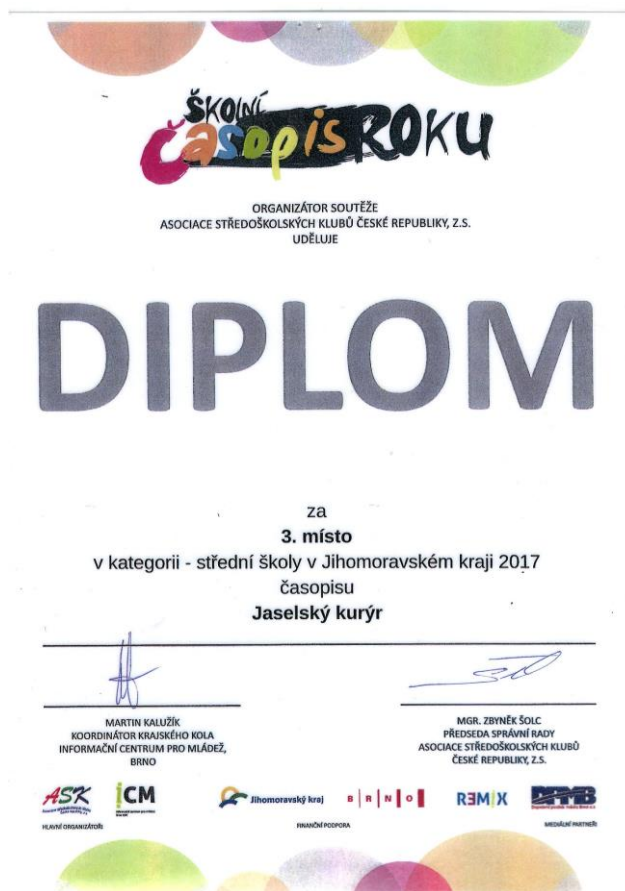 ŠKOLNÍ
časopis ROKU
ORGANIZÁTOR SOUTĚŽE
ASOCIACE STŘEDOŠKOLSKÝCH KLUBŮ ČESKÉ REPUBLIKY, Z.S.
UDĚLUJE
DIPLOM
za
3. místo
v kategorii - střední školy v Jihomoravském kraji 2017
časopisu
Jaselský kurýr
MARTIN KALUŽÍK
KOORDINÁTOR KRAJSKÉHO KOLA
INFORMAČNÍ CENTRUM PRO MLÁDEŽ,
BRNO
MGR. ZBYNĚK ŠOLC
PŘEDSEDA SPRÁVNÍ RADY
ASOCIACE STŘEDOŠKOLSKÝCH KLUBŮ
ČESKÉ REPUBLIKY, Z.S.
ASK
ICM
Jihomoravský kraj
B R N O
REMIX
DPMB
HLAVNÍ ORGANIZÁTOŘI
FINANČNÍ PODPORA
MEDIÁLNÍ PARTNEŘI